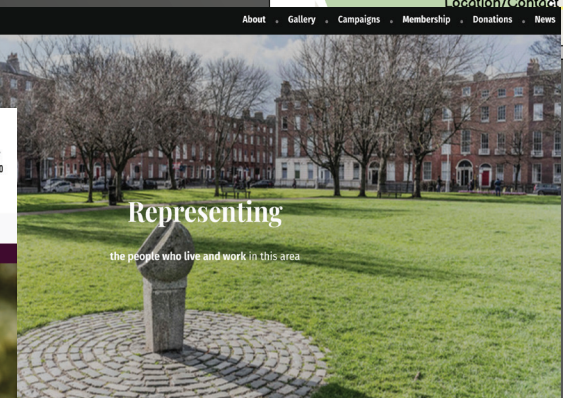 Location/Contact
About Gallery Campaigns Membership Donations News
Representing
the people who live and work in this area